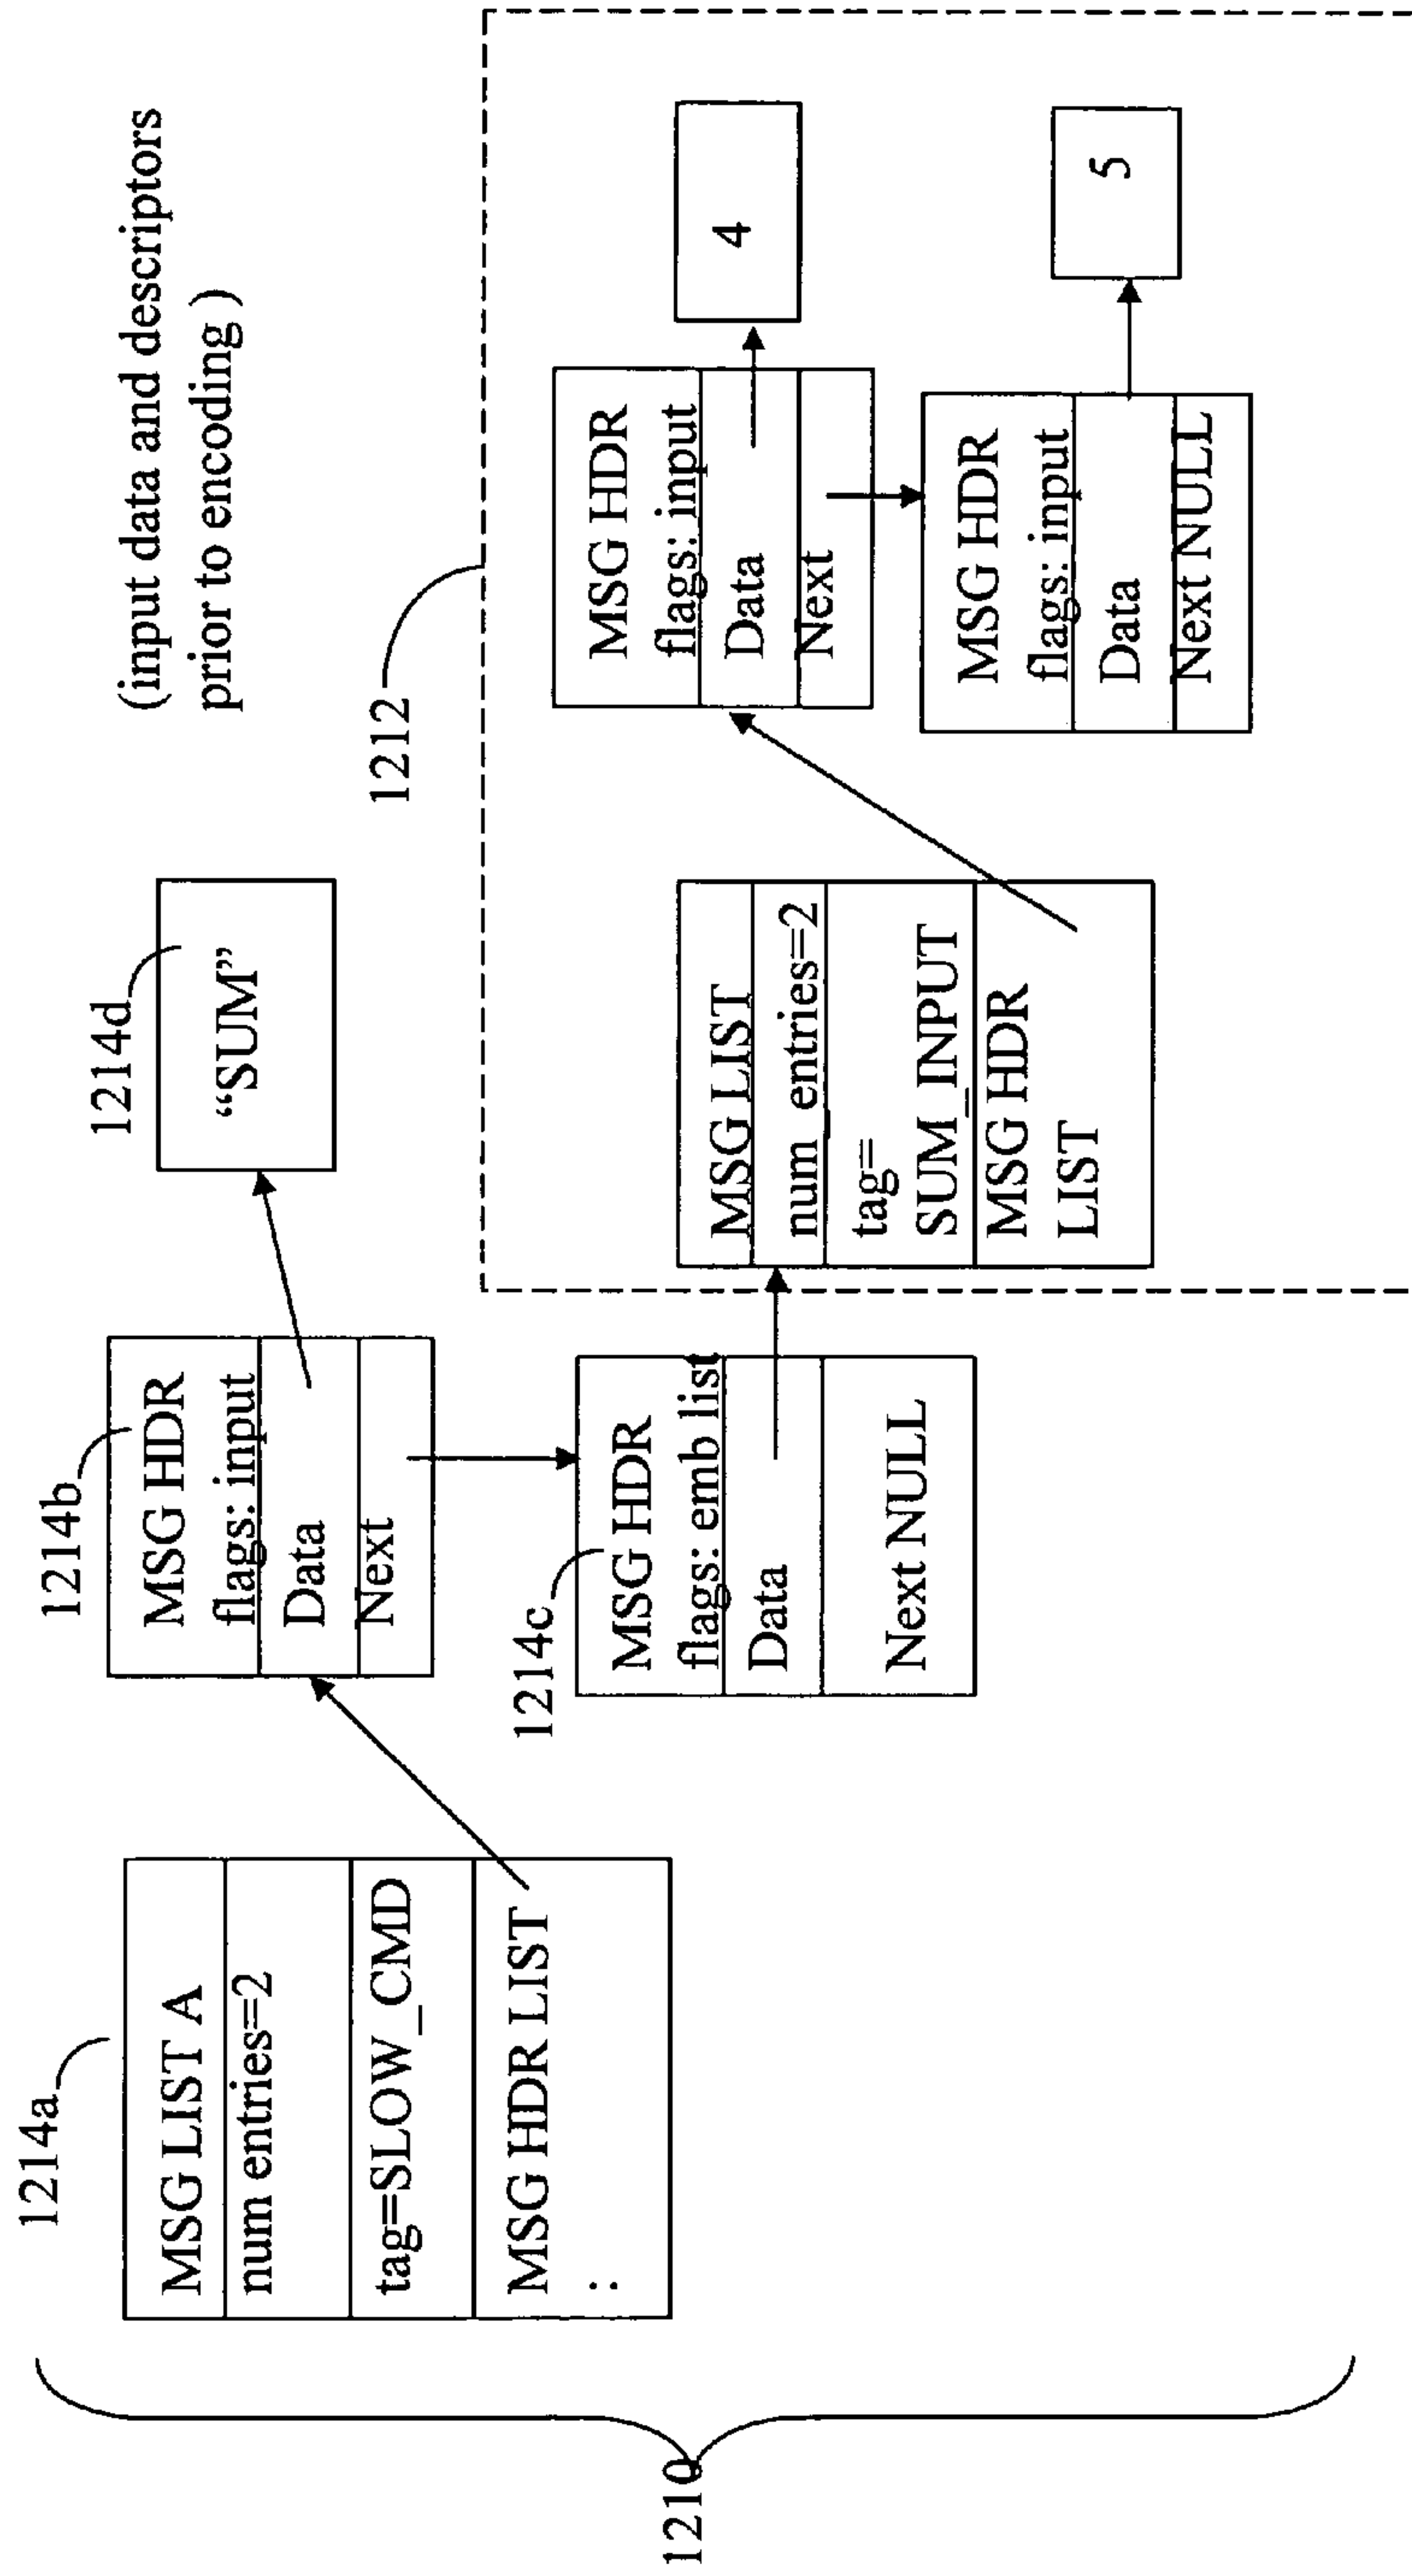 (input data and descriptors
prior to encoding )
1210
1214a
MSG LIST A
num entries=2
tag=SLOW_CMD
MSG HDR LIST
:
1214b
MSG HDR
flags: input
Data
Next
1214d
“SUM”
1214c
MSG HDR
flags: emb list
Data
Next NULL
1212
MSG LIST
num_entries=2
tag=
SUM_INPUT
MSG HDR
LIST
MSG HDR
flags: input
Data
Next
4
MSG HDR
flags: input
Data
Next NULL
5